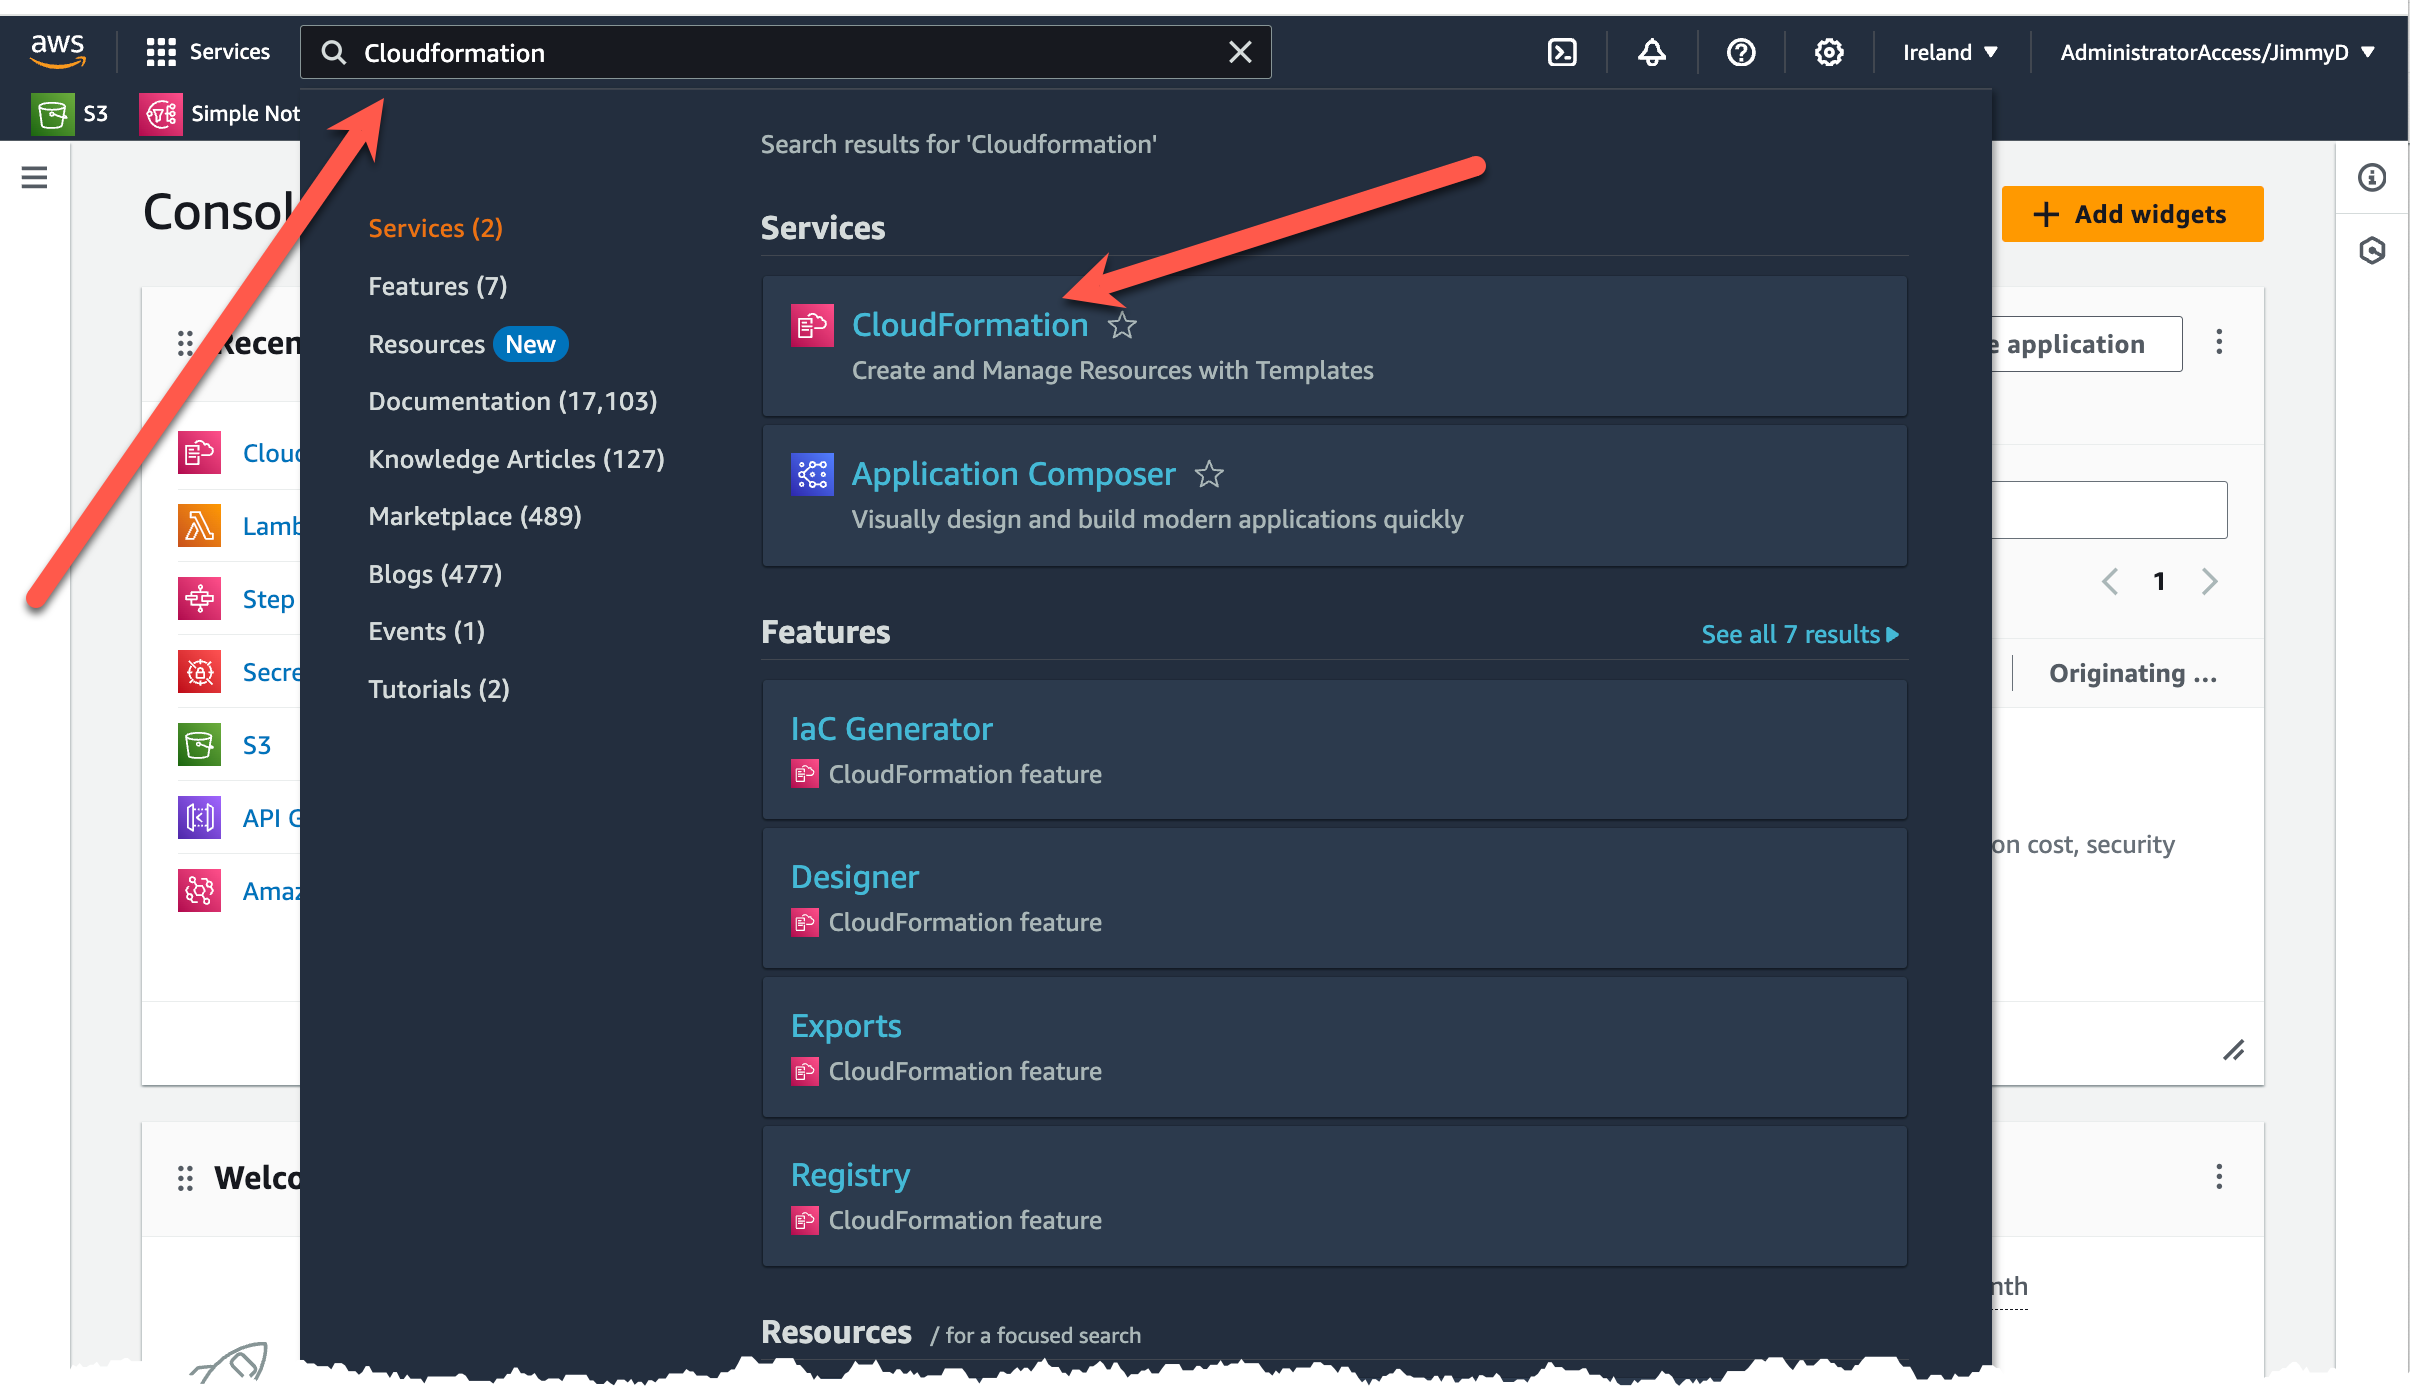 aws
Services
Cloudformation
Ireland
AdministratorAccess/JimmyD
S3
Simple Not
Search results for 'Cloudformation'
Consol
Add widgets
Services (2)
Features (7)
Resources New
Documentation (17,103)
Knowledge Articles (127)
Marketplace (489)
Blogs (477)
Events (1)
Tutorials (2)
Services
CloudFormation
Create and Manage Resources with Templates
Application Composer
Visually design and build modern applications quickly
Features
See all 7 results
IaC Generator
CloudFormation feature
Designer
CloudFormation feature
Exports
CloudFormation feature
Registry
CloudFormation feature
Resources / for a focused search
Recen
Cloud
Lamb
Step
Secre
S3
API G
Amaz
Welco
e application
1
Originating ...
on cost, security
nth